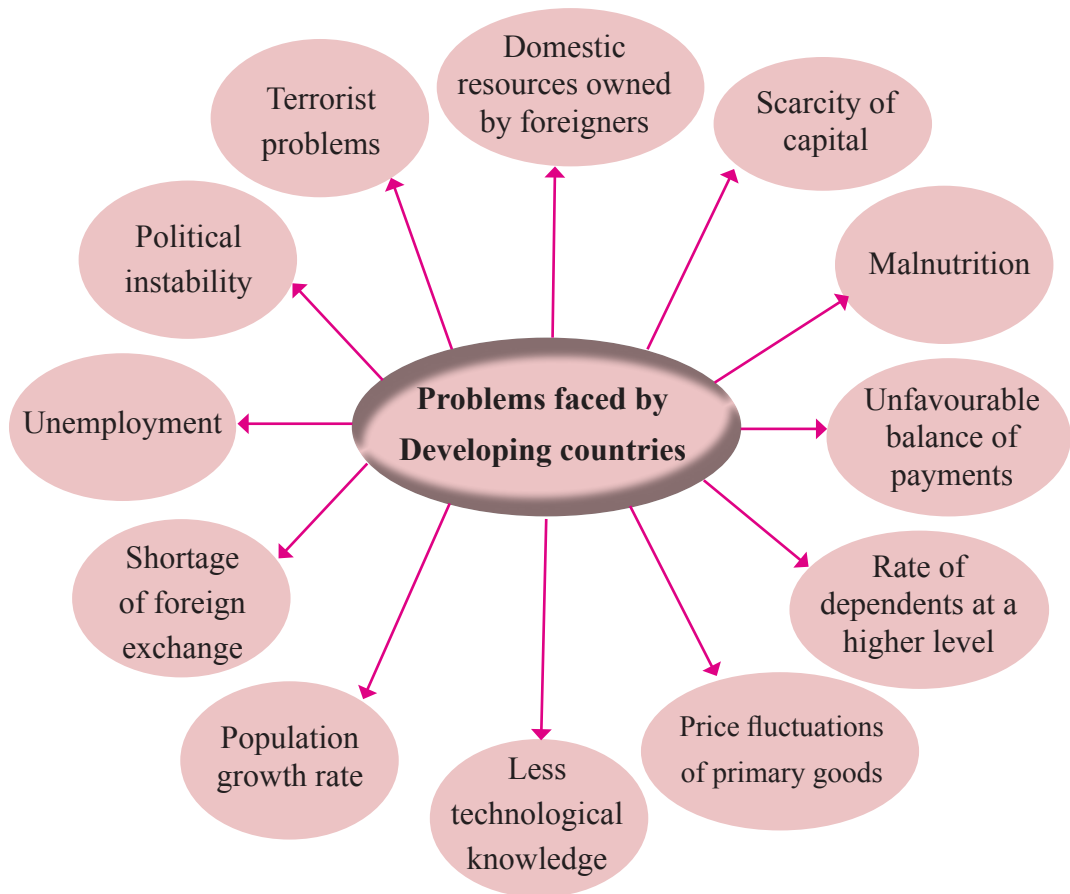 Problems faced by
Developing countries
Domestic
resources owned
by foreigners
Scarcity of
capital
Malnutrition
Unfavourable
balance of
payments
Rate of
dependents at a
higher level
Price fluctuations
of primary goods
Less
technological
knowledge
Population
growth rate
Shortage
of foreign
exchange
Unemployment
Political
instability
Terrorist
problems